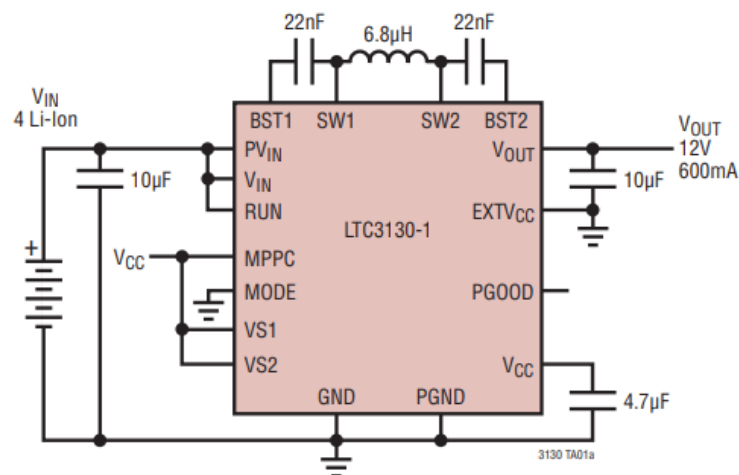 22nF
6.8µH
22nF
VIN
4 Li-Ion
BST1 SW1 SW2 BST2
PVIN
VOUT
VOUT
12V
600mA
10µF
VIN
10µF
RUN
EXTVCC
LTC3130-1
+
VCC
MPPC
MODE
PGOOD
VS1
VS2
VCC
GND PGND
4.7µF
3130 TA01a